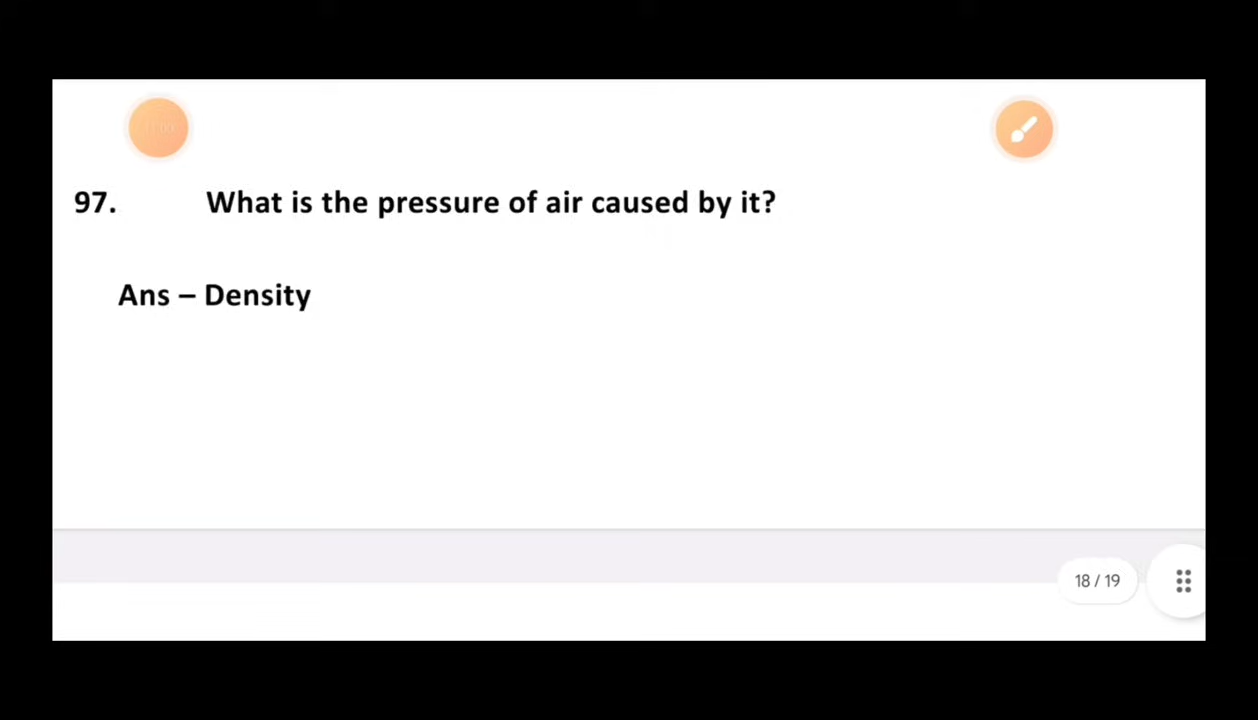 97. What is the pressure of air caused by it?
Ans – Density
18 / 19